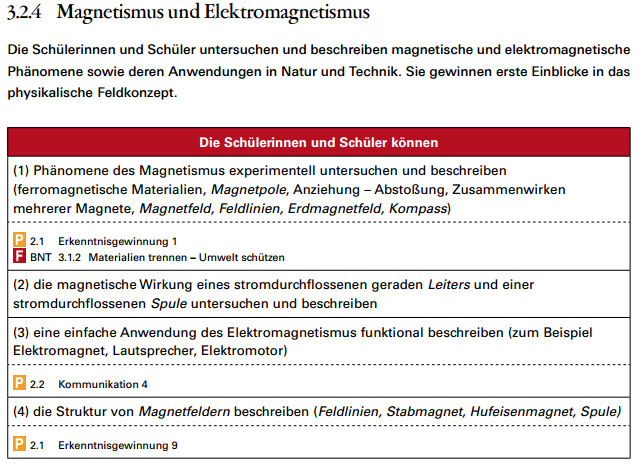 3.2.4 Magnetismus und Elektromagnetismus
Die Schülerinnen und Schüler untersuchen und beschreiben magnetische und elektromagnetische
Phänomene sowie deren Anwendungen in Natur und Technik. Sie gewinnen erste Einblicke in das
physikalische Feldkonzept.
Die Schülerinnen und Schüler können
(1) Phänomene des Magnetismus experimentell untersuchen und beschreiben
(ferromagnetische Materialien, Magnetpole, Anziehung – Abstoßung, Zusammenwirken
mehrerer Magnete, Magnetfeld, Feldlinien, Erdmagnetfeld, Kompass)
P 2.1 Erkenntnisgewinnung 1
F BNT 3.1.2 Materialien trennen – Umwelt schützen
(2) die magnetische Wirkung eines stromdurchflossenen geraden Leiters und einer
stromdurchflossenen Spule untersuchen und beschreiben
(3) eine einfache Anwendung des Elektromagnetismus funktional beschreiben (zum Beispiel
Elektromagnet, Lautsprecher, Elektromotor)
P 2.2 Kommunikation 4
(4) die Struktur von Magnetfeldern beschreiben (Feldlinien, Stabmagnet, Hufeisenmagnet, Spule)
P 2.1 Erkenntnisgewinnung 9